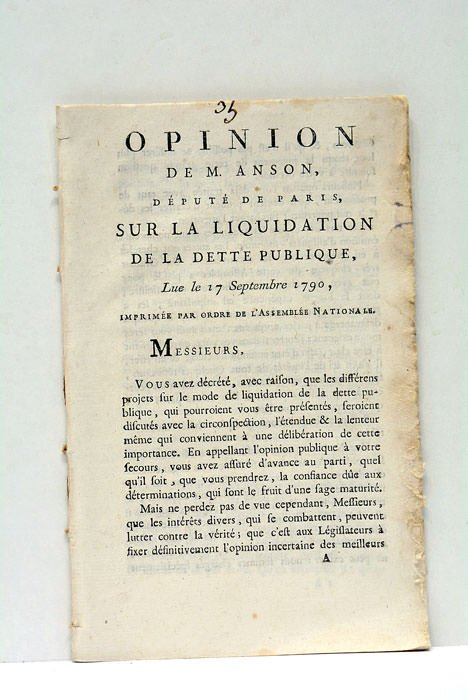 35
OPINION
DE M. ANSON,
DÉPUTÉ DE PARIS,
SUR LA LIQUIDATION
DE LA DETTE PUBLIQUE,
Lue le 17 Septembre 1790,
IMPRIMÉE PAR ORDRE DE L'ASSEMBLÉE NATIONALE.
MESSIEURS,
VOUS avez décrété, avec raiſon, que les différens
projets sur le mode de liquidation de la dette pu-
blique, qui pourroient vous être préſentés, ſeroient
diſcutés avec la circonſpection, l'étendue & la lenteur
même qui conviennent à une délibération de cette
importance. En appellant l'opinion publique à votre
ſecours, vous avez aſſuré d'avance au parti, quel
qu'il ſoit, que vous prendrez, la confiance dûe aux
déterminations, qui ſont le fruit d'une ſage maturité.
Mais ne perdez pas de vue cependant, Meſſieurs,
que les intérêts divers, qui ſe combattent, peuvent
lutter contre la vérité; que c'eſt aux Légiſlateurs à
fixer définitivement l'opinion incertaine des meilleurs
A